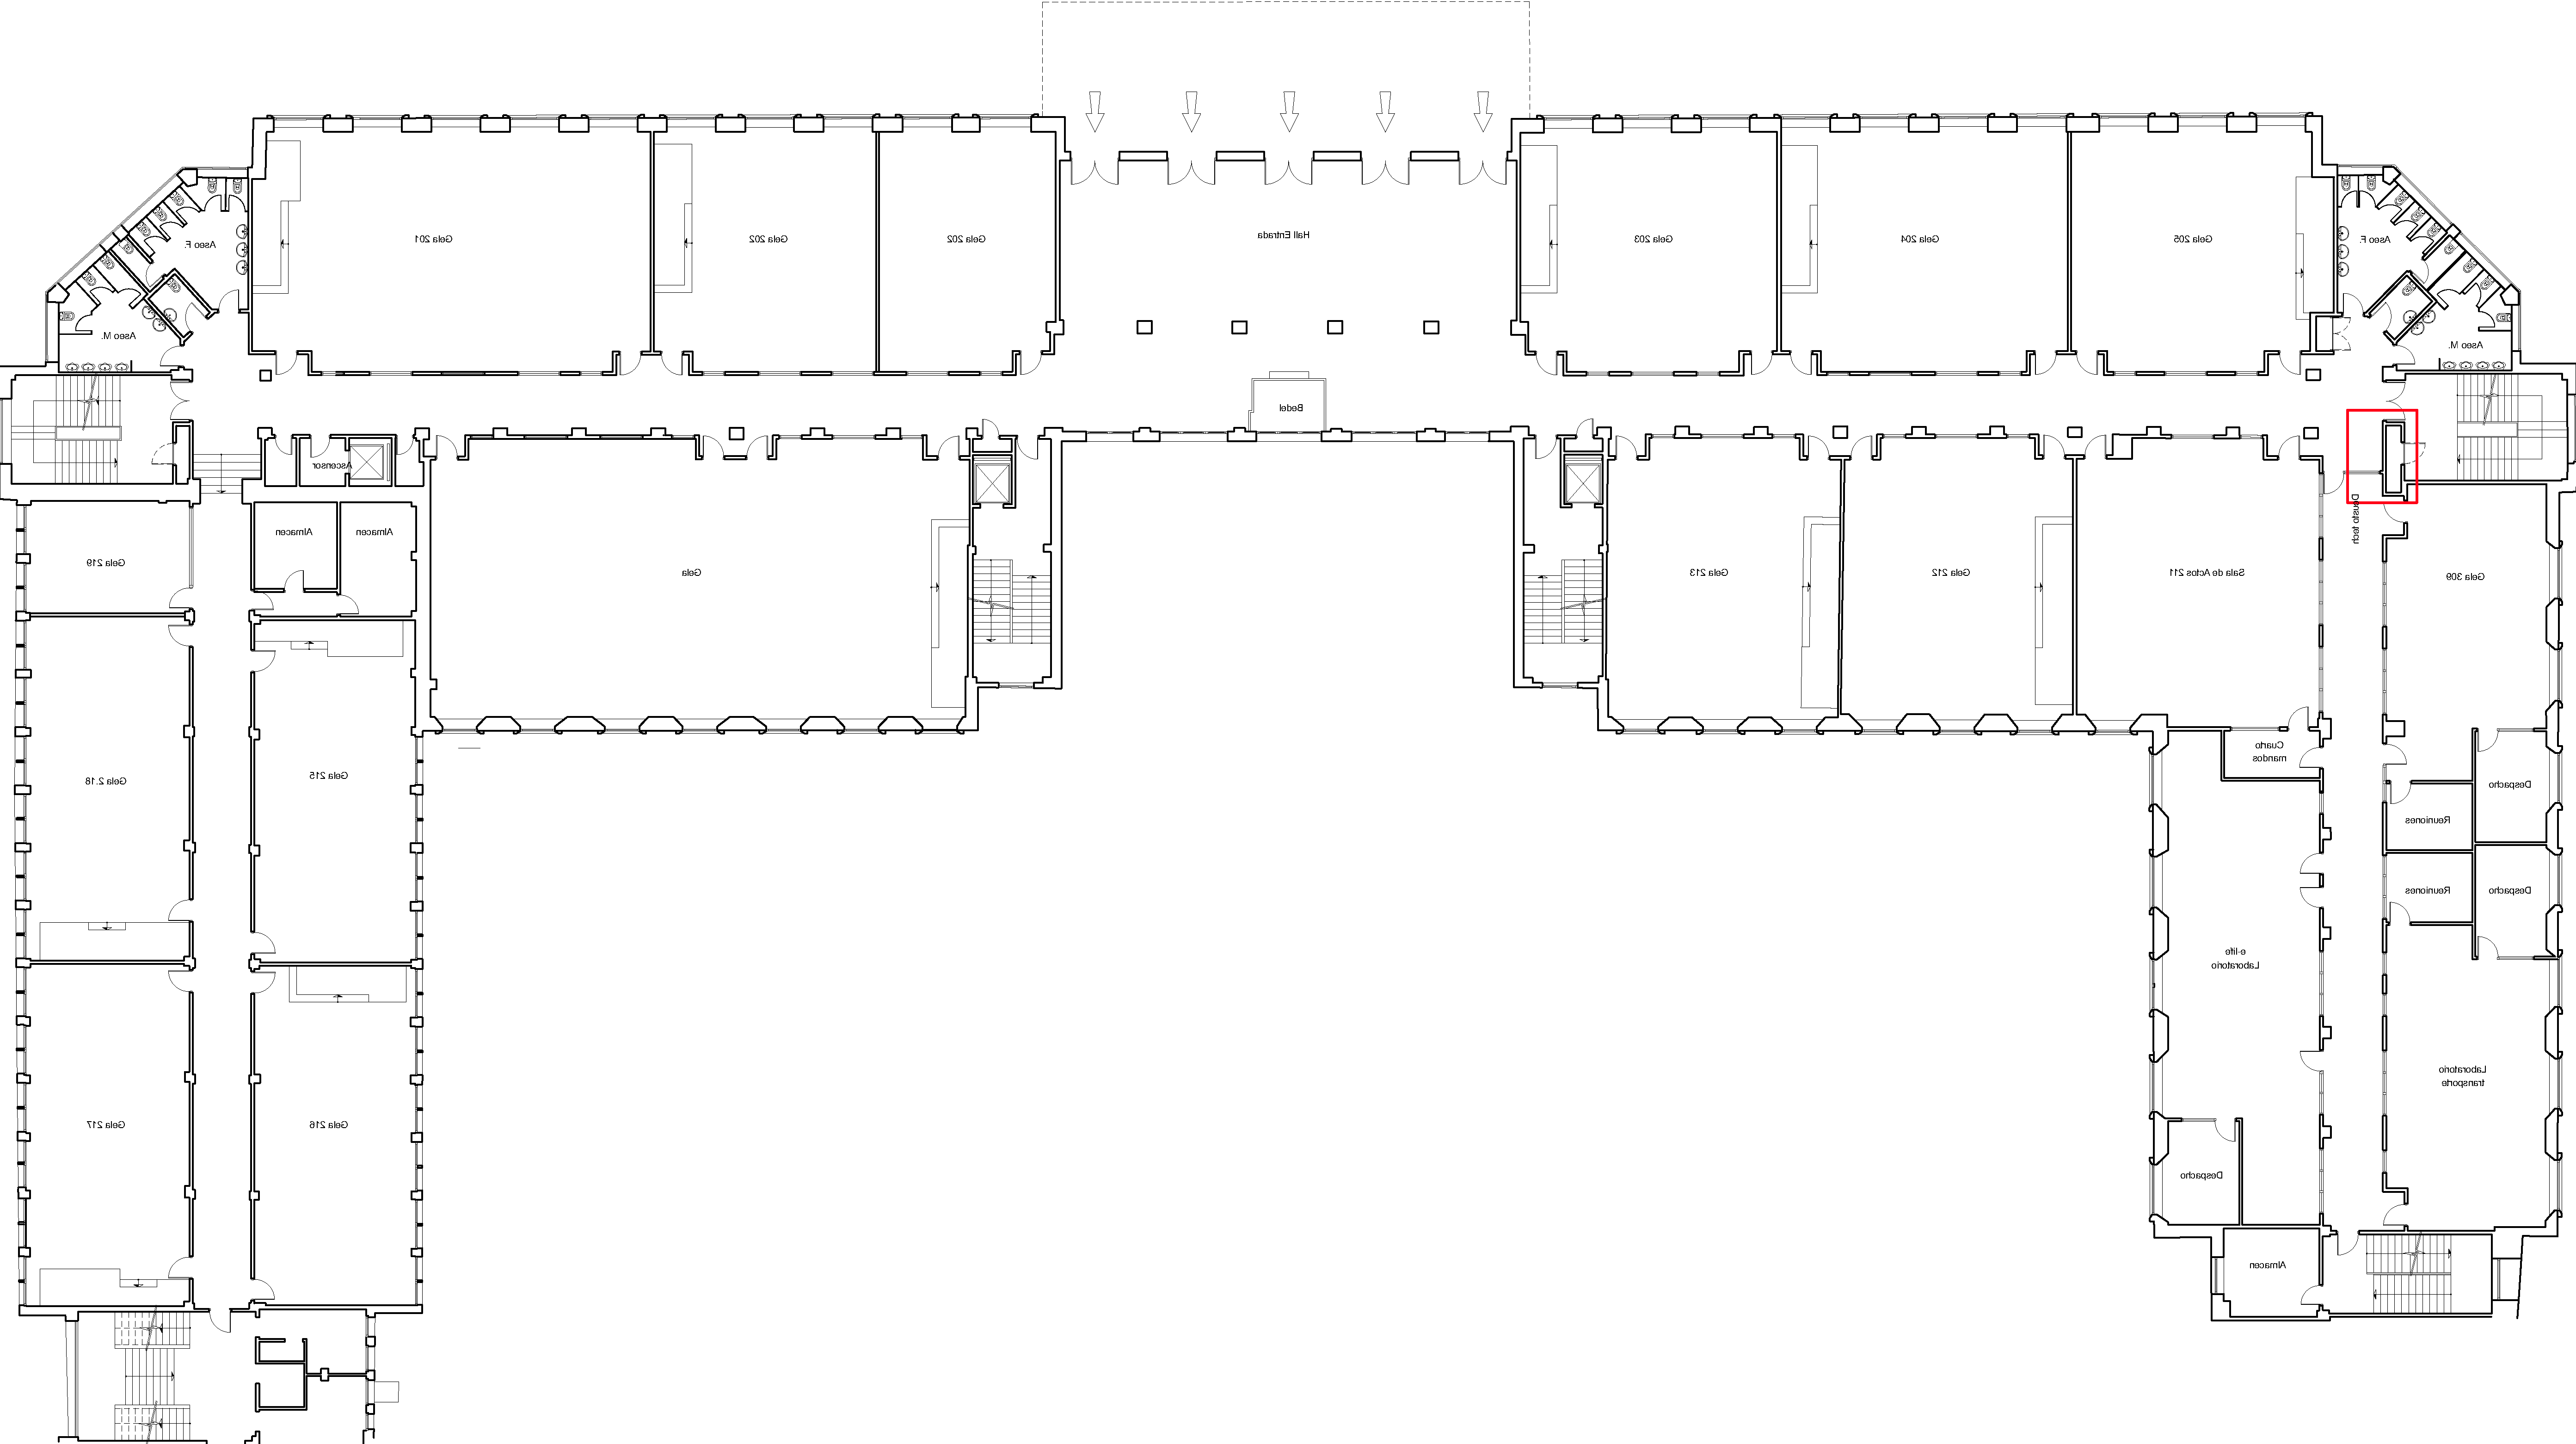 Gela 201
Gela 202
Gela 202
Hall Entrada
Gela 203
Gela 204
Gela 205
Aseo F.
Aseo F.
Aseo M.
Aseo M.
Bedel
Ascensor
Deusto tech
Almacen
Almacen
Gela 219
Gela
Gela 213
Gela 212
Sala de Actos 211
Gela 309
Cuarto
mandos
Gela 2.18
Gela 215
Despacho
Reuniones
Reuniones
Despacho
e-life
Laboratorio
Laboratorio
transporte
Gela 217
Gela 216
Despacho
Almacen